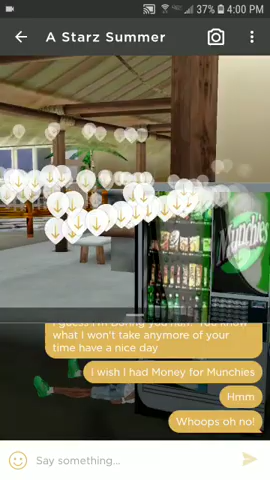 37% 4:00 PM
A Starz Summer
Munchies
I guess I'm Boring you huh? You know
what I won't take anymore of your
time have a nice day
I wish I had Money for Munchies
Hmm
Whoops oh no!
Say something...